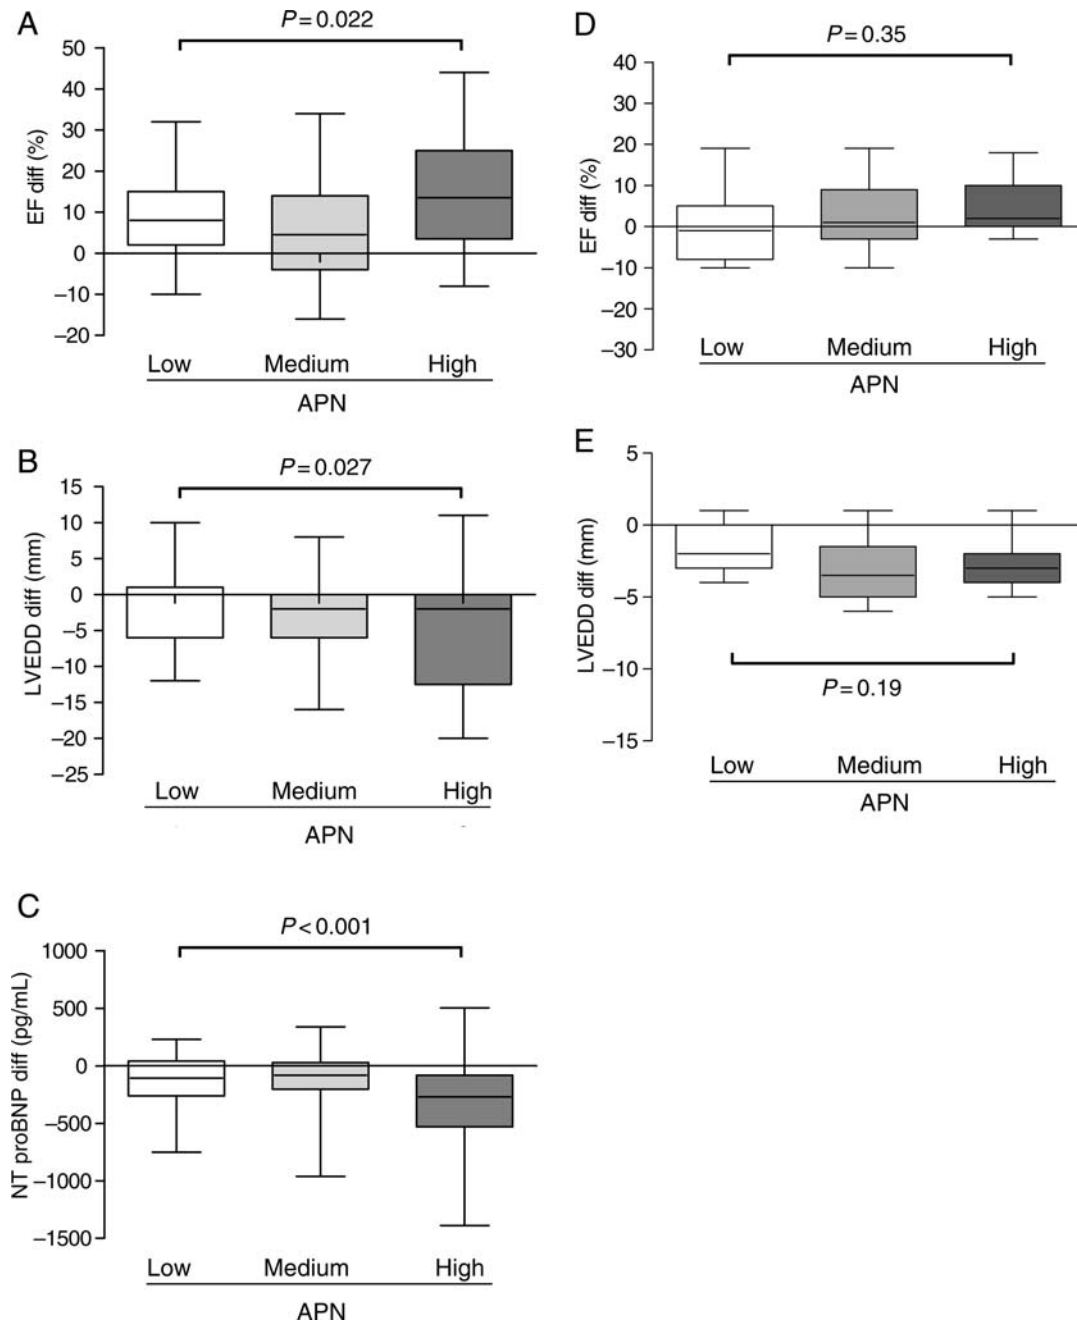 A
P=0.022
EF diff (%)
50
40
30
20
10
0
−10
−20
Low Medium High
APN
B
P=0.027
LVEDD diff (mm)
15
10
5
0
−5
−10
−15
−20
−25
Low Medium High
APN
C
P<0.001
NT proBNP diff (pg/mL)
1000
500
0
−500
−1000
−1500
Low Medium High
APN
D
P=0.35
EF diff (%)
40
30
20
10
0
−10
−20
−30
Low Medium High
APN
E
LVEDD diff (mm)
5
0
−5
−10
−15
P=0.19
Low Medium High
APN